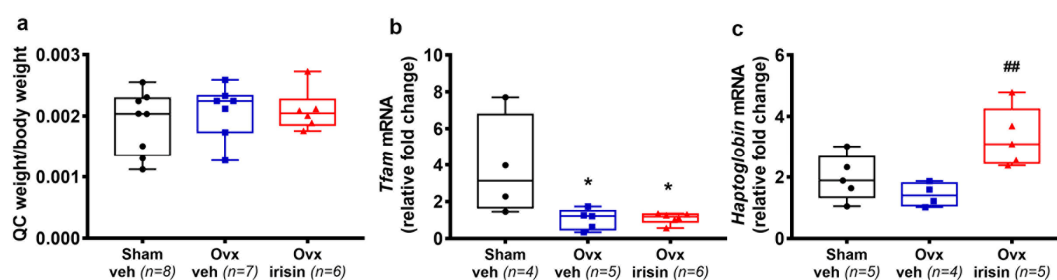 a
QC weight/body weight
0.003
0.002
0.001
0.000
Sham
veh (n=8)
Ovx
veh (n=7)
Ovx
irisin (n=6)
b
Tfam mRNA
(relative fold change)
10
8
6
4
2
0
*
*
Sham
veh (n=4)
Ovx
veh (n=5)
Ovx
irisin (n=6)
c
Haptoglobin mRNA
(relative fold change)
6
4
2
0
##
Sham
veh (n=5)
Ovx
veh (n=4)
Ovx
irisin (n=5)